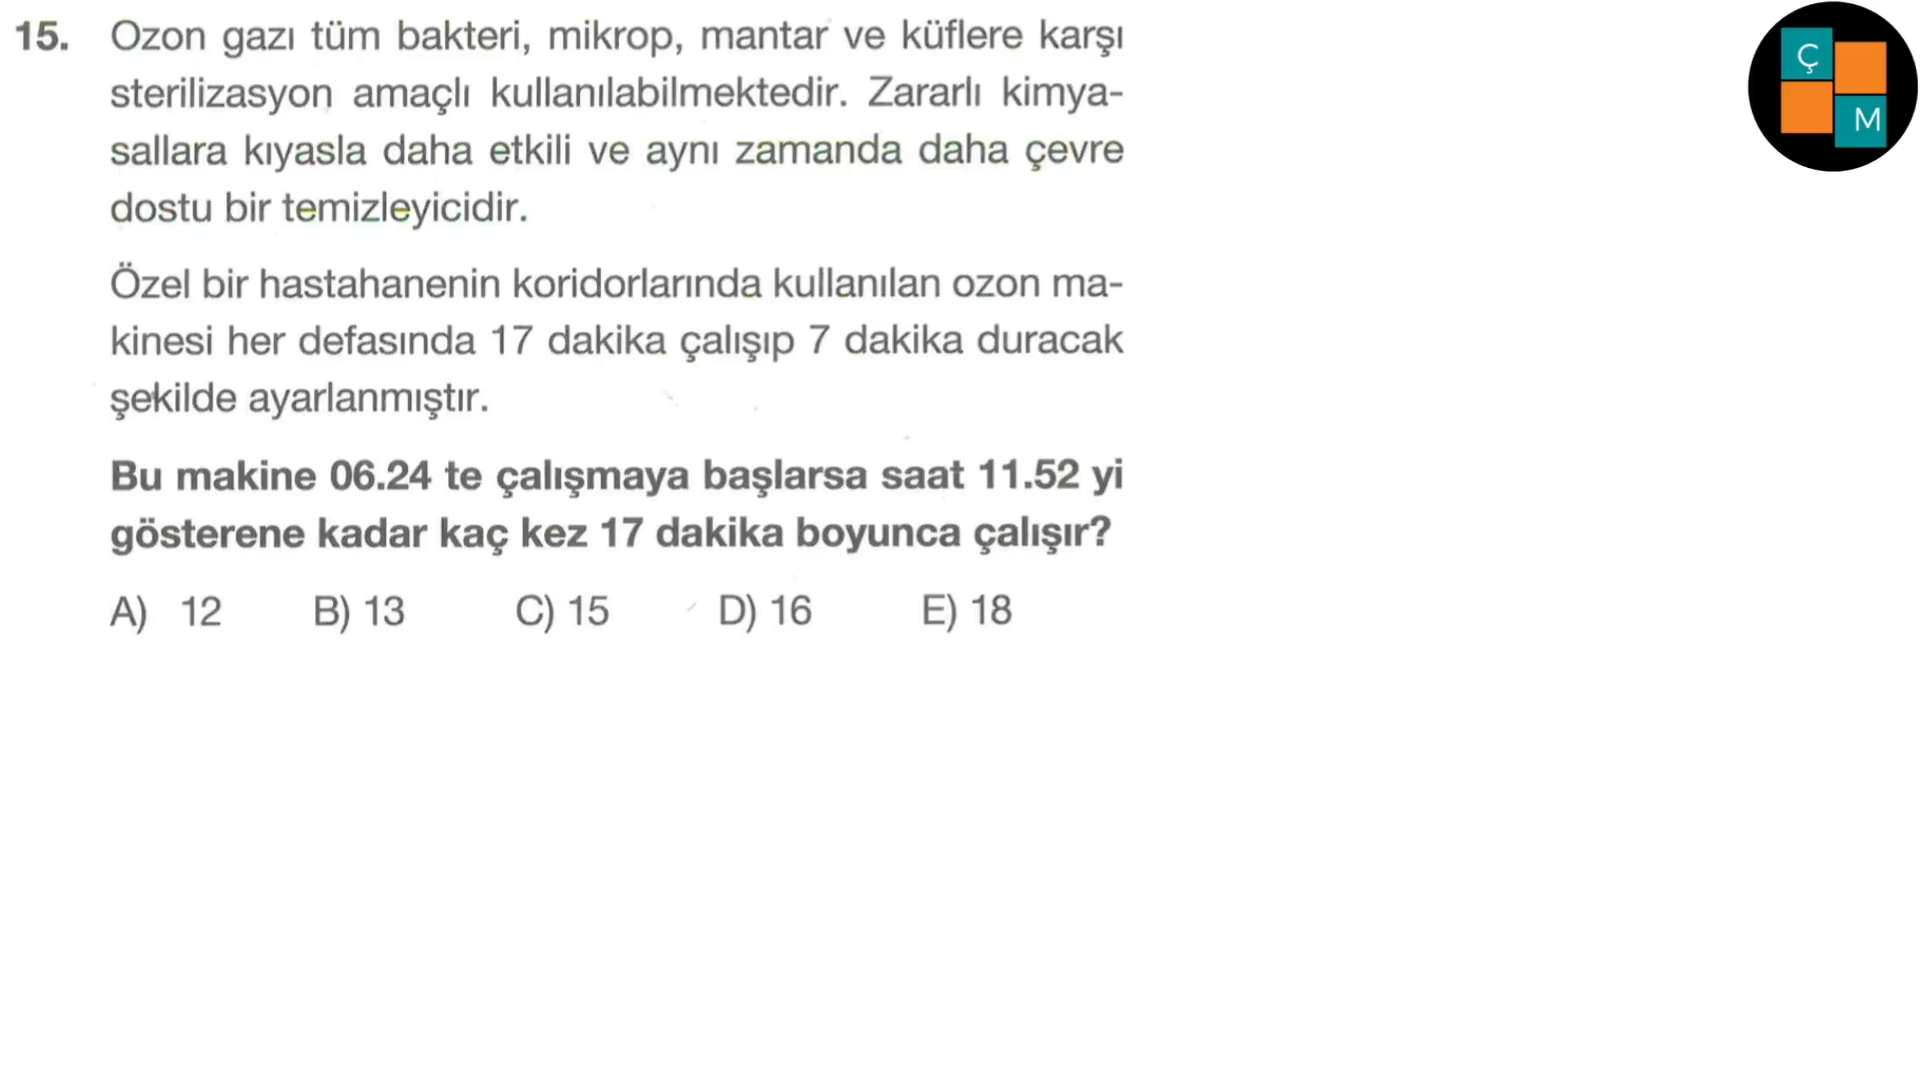 15. Ozon gazı tüm bakteri, mikrop, mantar ve küflere karşı
sterilizasyon amaçlı kullanılabilmektedir. Zararlı kimya-
sallara kıyasla daha etkili ve aynı zamanda daha çevre
dostu bir temizleyicidir.
Özel bir hastahanenin koridorlarında kullanılan ozon ma-
kinesi her defasında 17 dakika çalışıp 7 dakika duracak
şekilde ayarlanmıştır.
Bu makine 06.24 te çalışmaya başlarsa saat 11.52 yi
gösterene kadar kaç kez 17 dakika boyunca çalışır?
A) 12 B) 13 C) 15 D) 16 E) 18
Ç
M